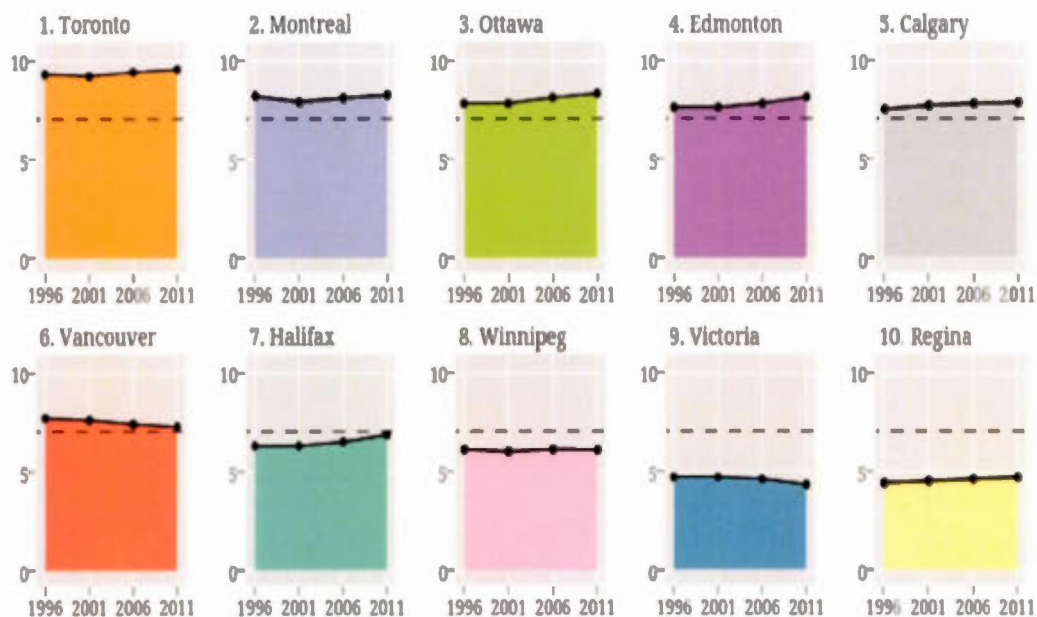 1. Toronto 2. Montreal 3. Ottawa 4. Edmonton 5. Calgary
10 10 10 10 10
5 5 5 5 5
0 0 0 0 0
1996 2001 2006 2011 1996 2001 2006 2011 1996 2001 2006 2011 1996 2001 2006 2011 1996 2001 2006 2011
6. Vancouver 7. Halifax 8. Winnipeg 9. Victoria 10. Regina
10 10 10 10 10
5 5 5 5 5
0 0 0 0 0
1996 2001 2006 2011 1996 2001 2006 2011 1996 2001 2006 2011 1996 2001 2006 2011 1996 2001 2006 2011